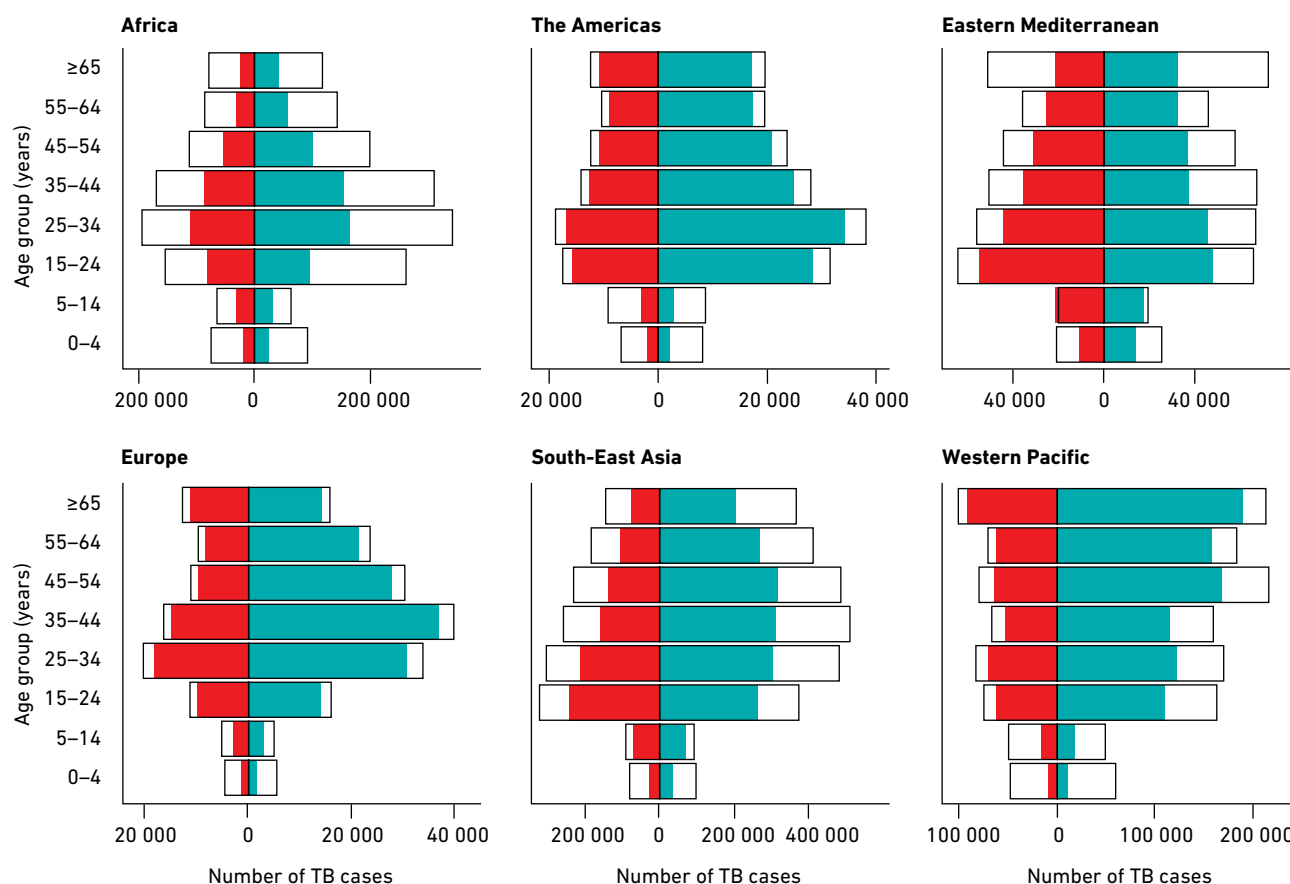 Africa
The Americas
Eastern Mediterranean
Age group (years)
≥65
55–64
45–54
35–44
25–34
15–24
5–14
0–4
200 000 0 200 000
20 000 0 20 000 40 000
40 000 0 40 000
Europe
South-East Asia
Western Pacific
Age group (years)
≥65
55–64
45–54
35–44
25–34
15–24
5–14
0–4
20 000 0 20 000 40 000
200 000 0 200 000 400 000
100 000 0 100 000 200 000
Number of TB cases
Number of TB cases
Number of TB cases